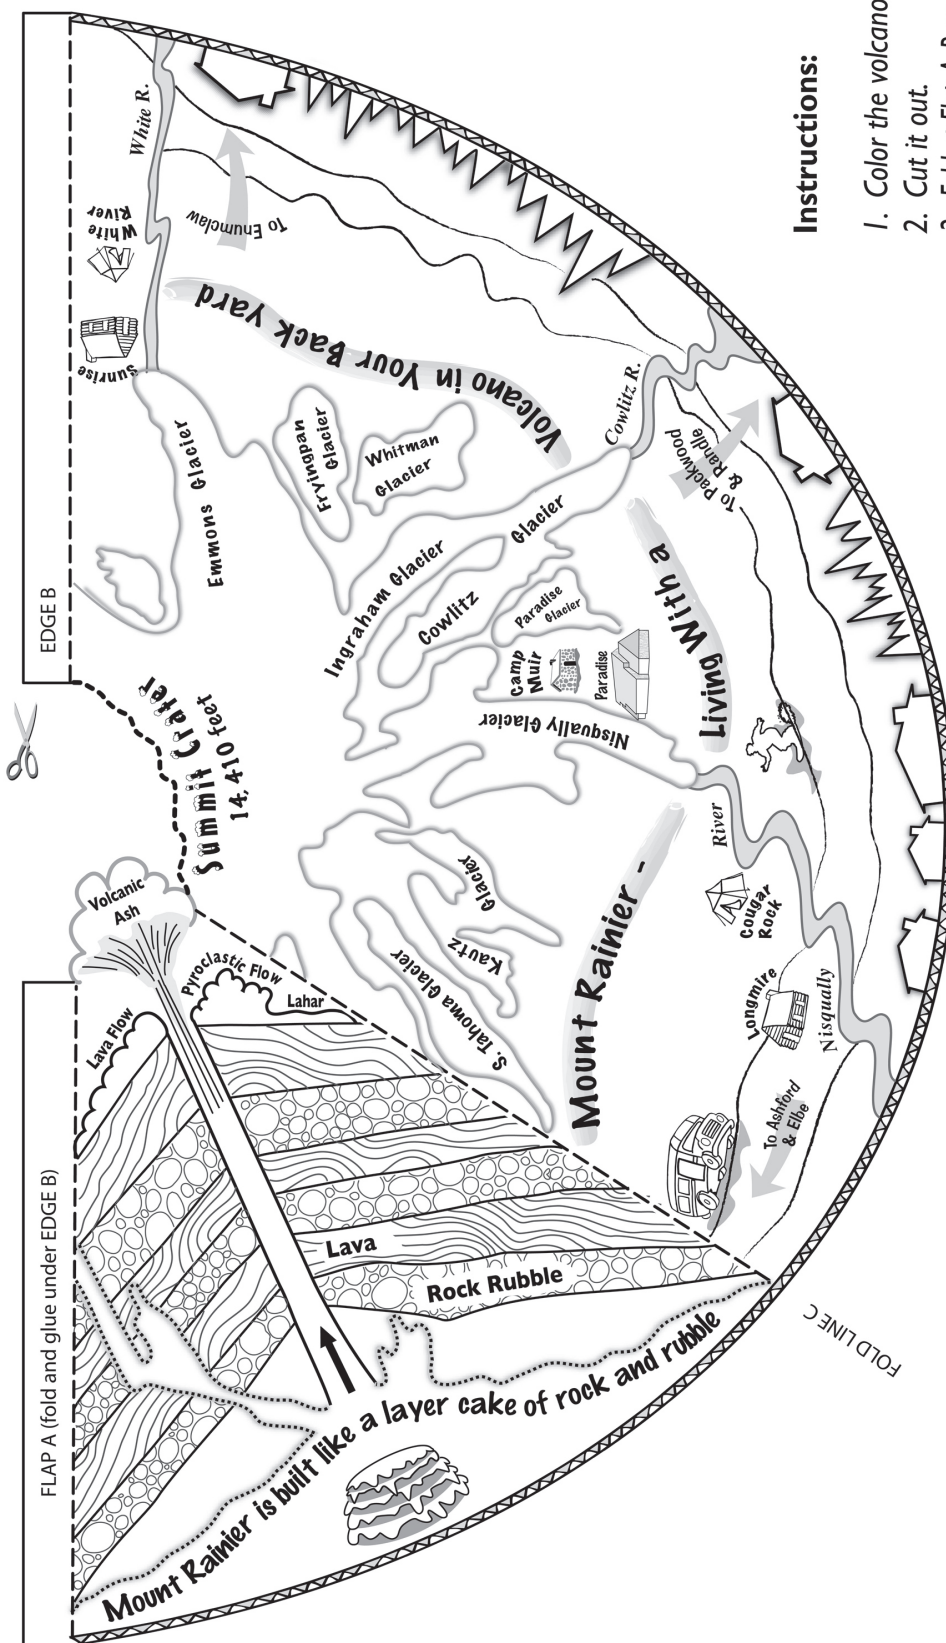 FLAP A (fold and glue under EDGE B)
EDGE B
Volcanic
Ash
Summit Crater
14, 410 feet
Lava Flow
Pyroclastic Flow
Lahar
Lava
Rock Rubble
Mount Rainier is built like a layer cake of rock and rubble
FOLD LINE C
Mount Rainier -
Living With a
Volcano in Your Back yard
S. Tahoma Glacier
Kautz
Glacier
Nisqually Glacier
Camp
Muir
Paradise
Paradise
Glacier
Cowlitz
Glacier
Ingraham Glacier
Whitman
Glacier
Fryingpan
Glacier
Emmons Glacier
Sunrise
White
River
White R.
To Enumclaw
Cowlitz R.
To Packwood
& Randle
River
Nisqually
Cougar
Rock
Longmire
To Ashford
& Elbe
Instructions:
1. Color the volcano
2. Cut it out.